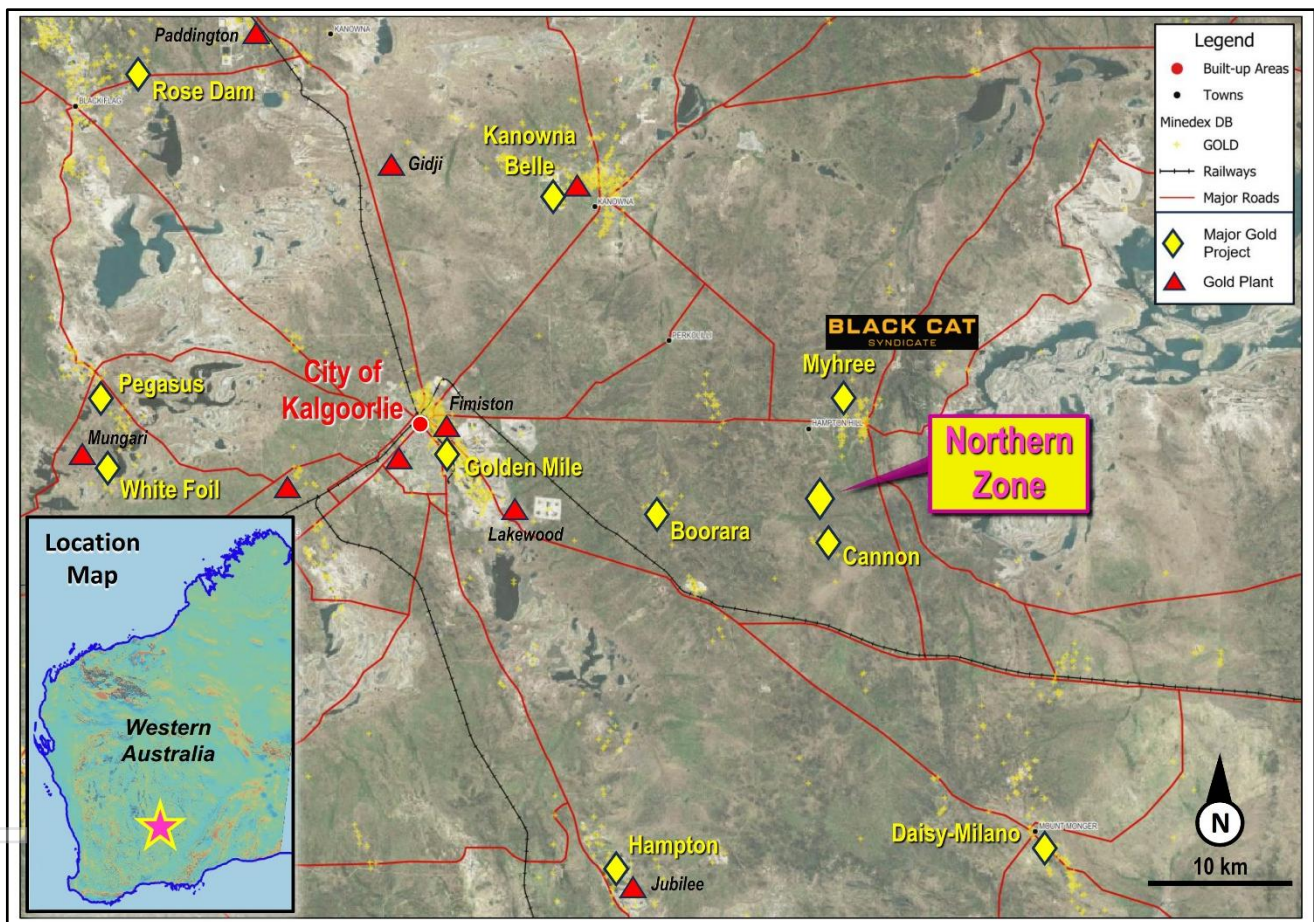 Paddington
KANOWNA
Rose Dam
BLACK FLAG
Gidji
Kanowna
Belle
KANOWNA
Legend
Built-up Areas
Towns
Minedex DB
GOLD
Railways
Major Roads
Major Gold
Project
Gold Plant
PERKOLILLI
BLACK CAT
SYNDICATE
Myhree
HAMPTON HILL
Pegasus
City of
Kalgoorlie
Fimiston
Mungari
White Foil
Golden Mile
Lakewood
Boorara
Northern
Zone
Cannon
Location
Map
Western
Australia
Hampton
Jubilee
Daisy-Milano
MOUNT MONGER
N
10 km